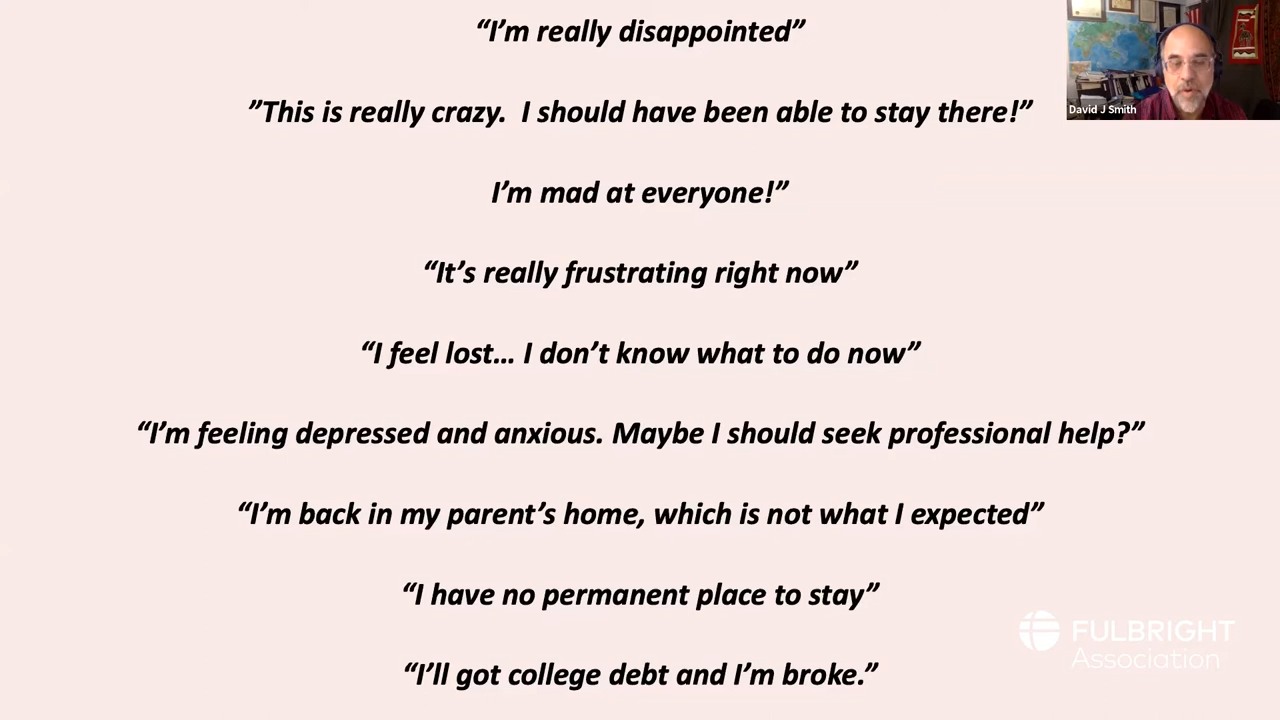 “I’m really disappointed”
”This is really crazy.  I should have been able to stay there!”
David J Smith
I’m mad at everyone!”
“It’s really frustrating right now”
“I feel lost… I don’t know what to do now”
“I’m feeling depressed and anxious. Maybe I should seek professional help?”
“I’m back in my parent’s home, which is not what I expected”
“I have no permanent place to stay”
FULBRIGHT
Association
“I’ll got college debt and I’m broke.”